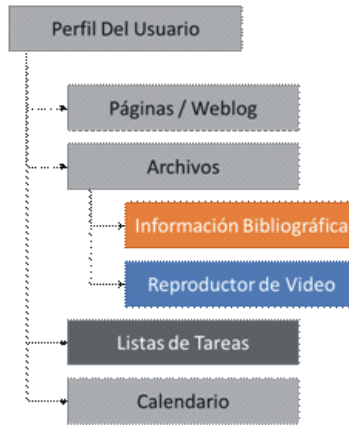 Perfil Del Usuario
Páginas / Weblog
Archivos
Información Bibliográfica
Reproductor de Video
Listas de Tareas
Calendario